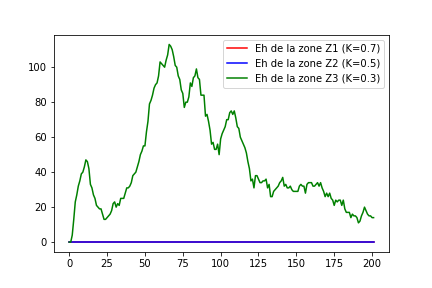 Eh de la zone Z1 (K=0.7)
Eh de la zone Z2 (K=0.5)
Eh de la zone Z3 (K=0.3)
100
80
60
40
20
0
0 25 50 75 100 125 150 175 200